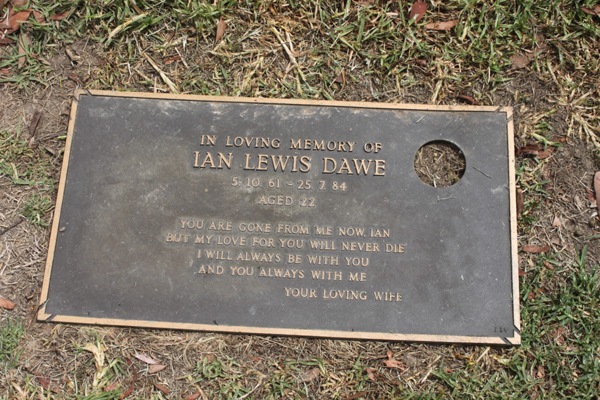 IN LOVING MEMORY OF
IAN LEWIS DAWE
5. 10. 61 - 25. 7. 84
AGED 22
YOU ARE GONE FROM ME NOW, IAN
BUT MY LOVE FOR YOU WILL NEVER DIE
I WILL ALWAYS BE WITH YOU
AND YOU ALWAYS WITH ME
YOUR LOVING WIFE